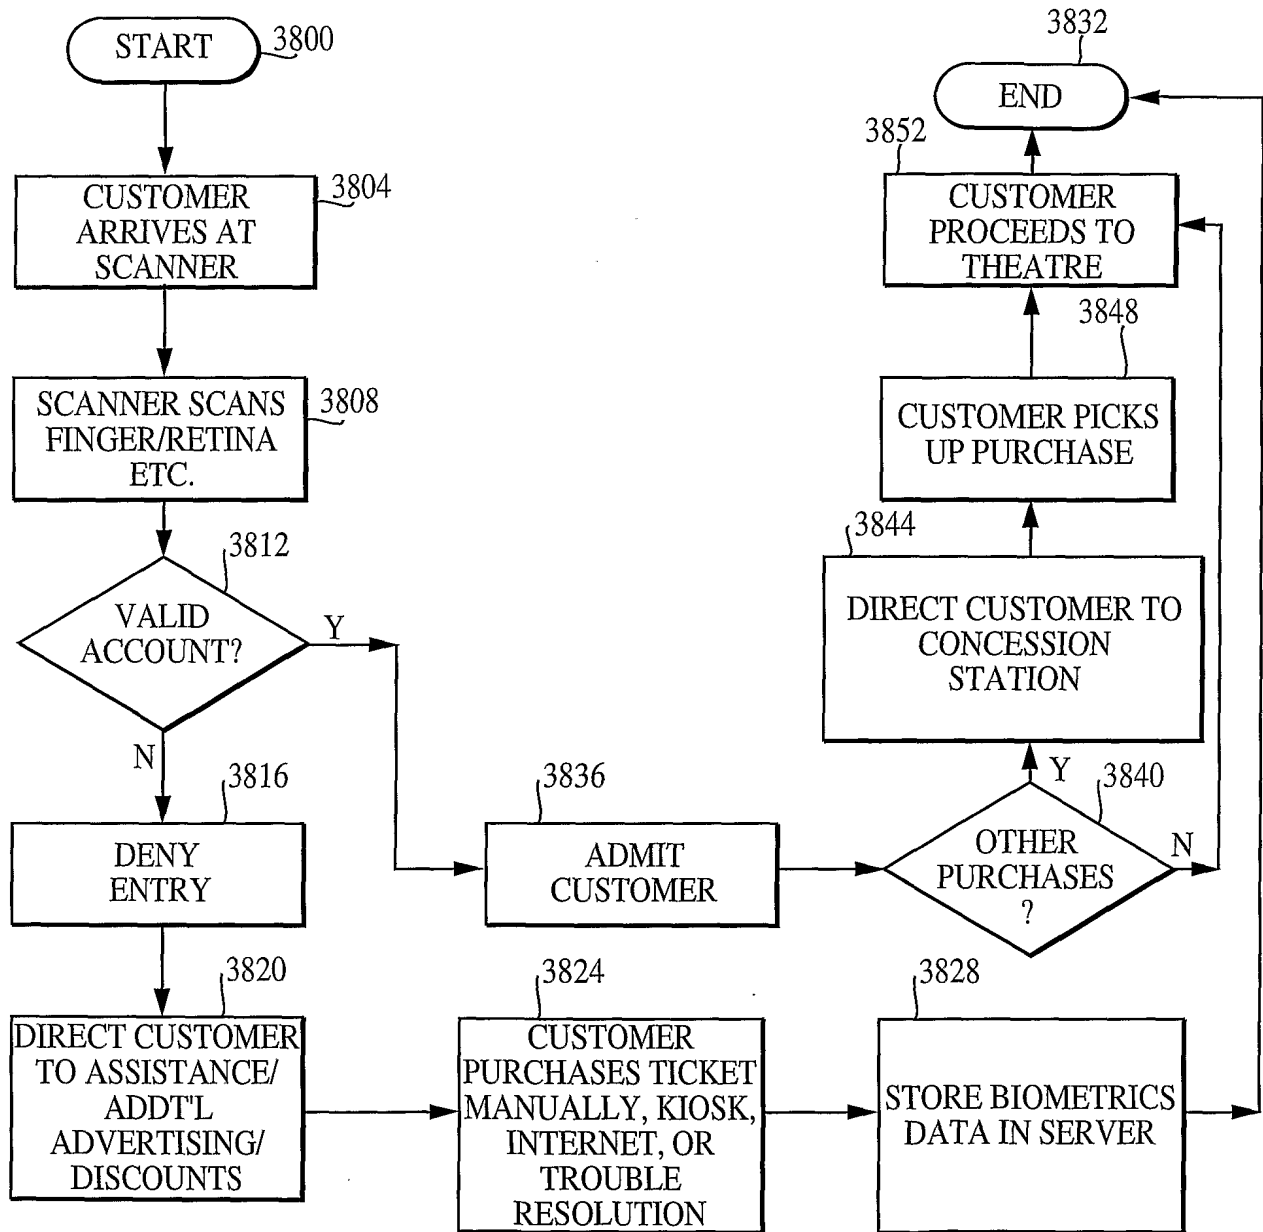 START
3800
3804
CUSTOMER
ARRIVES AT
SCANNER
3808
SCANNER SCANS
FINGER/RETINA
ETC.
3812
VALID
ACCOUNT?
Y
N
3816
DENY
ENTRY
3820
DIRECT CUSTOMER
TO ASSISTANCE/
ADDT'L
ADVERTISING/
DISCOUNTS
3824
CUSTOMER
PURCHASES TICKET
MANUALLY, KIOSK,
INTERNET, OR
TROUBLE
RESOLUTION
3828
STORE BIOMETRICS
DATA IN SERVER
3836
ADMIT
CUSTOMER
3840
OTHER
PURCHASES
?
Y
N
3844
DIRECT CUSTOMER TO
CONCESSION
STATION
3848
CUSTOMER PICKS
UP PURCHASE
3852
CUSTOMER
PROCEEDS TO
THEATRE
3832
END